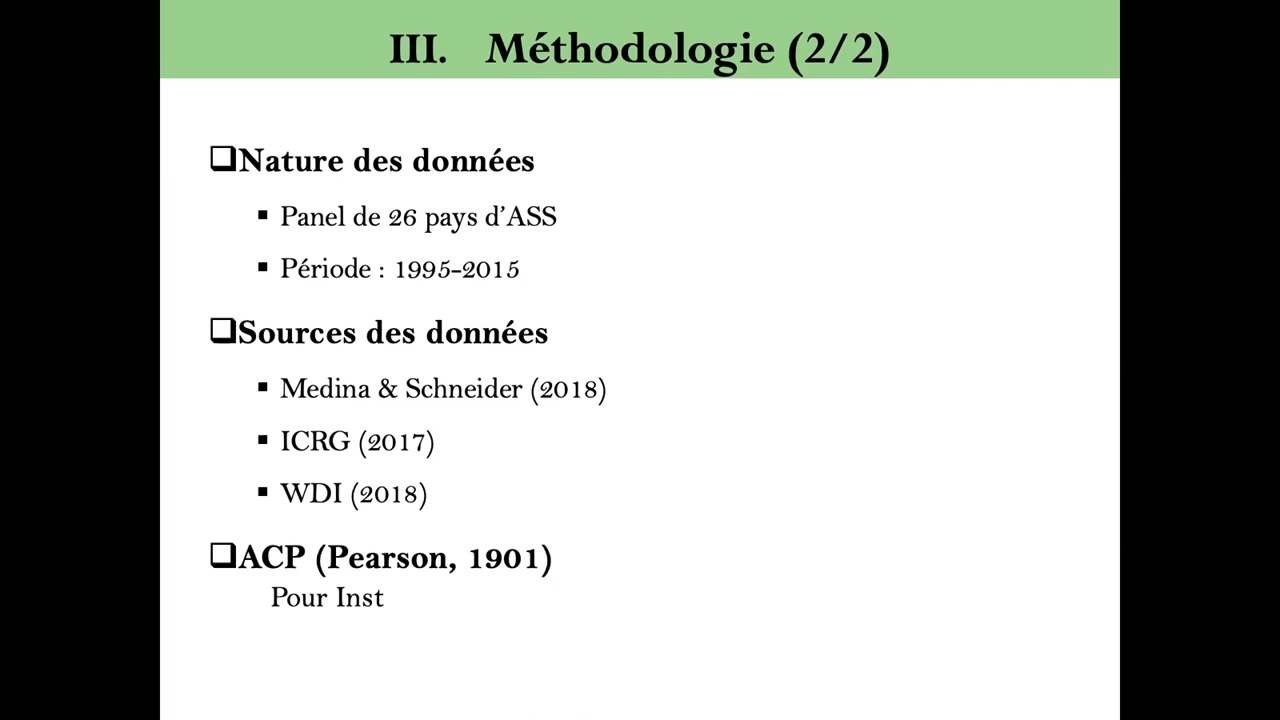 III. Méthodologie (2/2)
Nature des données
Panel de 26 pays d'ASS
Période : 1995-2015
Sources des données
Medina & Schneider (2018)
ICRG (2017)
WDI (2018)
ACP (Pearson, 1901)
Pour Inst